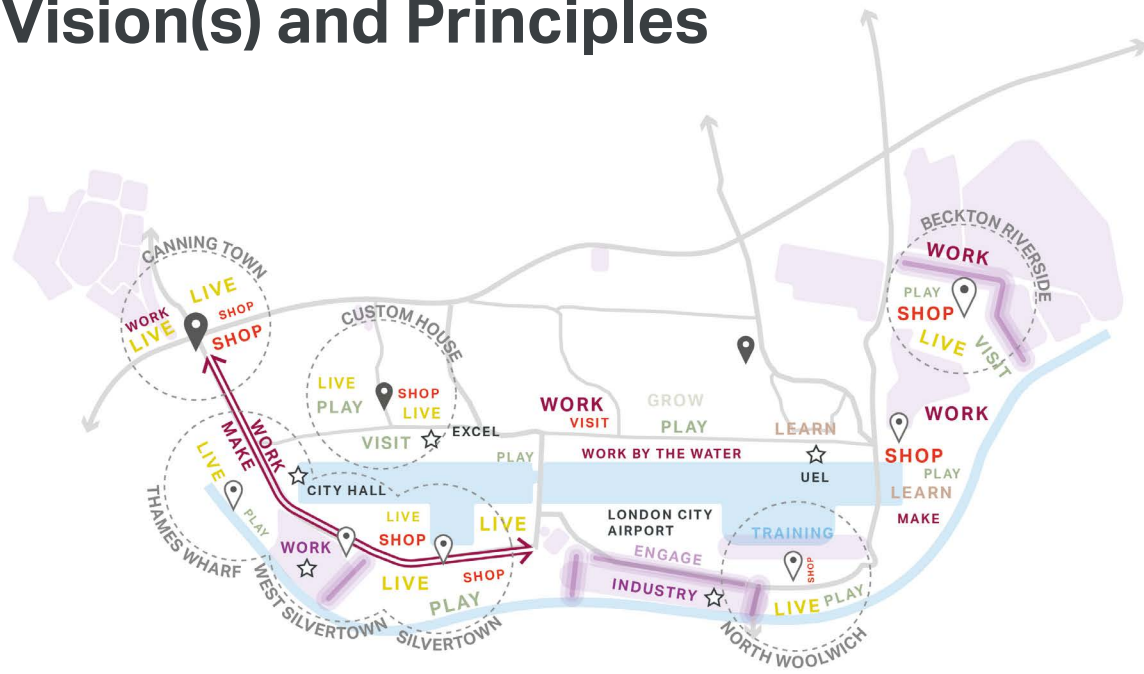 Vision(s) and Principles
BECKTON RIVERSIDE
WORK
PLAY
SHOP
LIVE
VISIT
CANNING TOWN
LIVE
SHOP
WORK
LIVE
SHOP
CUSTOM HOUSE
LIVE
SHOP
PLAY
LIVE
VISIT
EXCEL
PLAY
WORK
VISIT
GROW
PLAY
WORK BY THE WATER
LEARN
UEL
WORK
SHOP
PLAY
LEARN
MAKE
WORK
MAKE
LIVE
PLAY
THAMES WHARF
CITY HALL
LIVE
SHOP
LIVE
WORK
LIVE
SHOP
PLAY
WEST SILVERTOWN
SILVERTOWN
LONDON CITY
AIRPORT
ENGAGE
INDUSTRY
TRAINING
SHOP
LIVE
PLAY
NORTH WOOLWICH